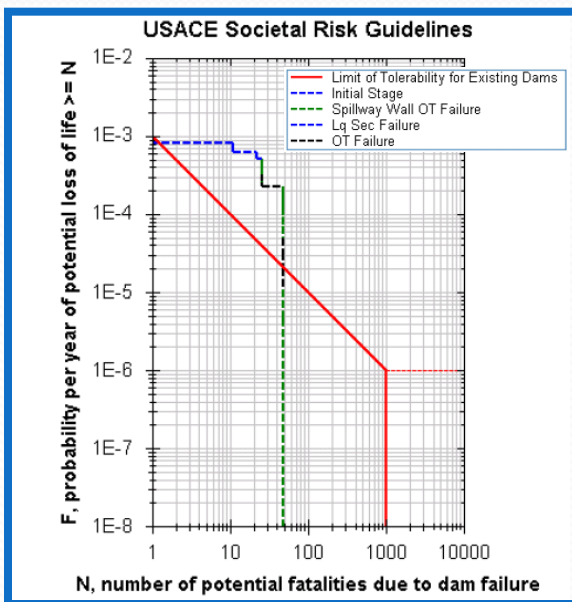 USACE Societal Risk Guidelines
1E-2
1E-3
1E-4
1E-5
1E-6
1E-7
1E-8
F, probability per year of potential loss of life >= N
Limit of Tolerability for Existing Dams
Initial Stage
Spillway Wall OT Failure
Lq Sec Failure
OT Failure
1 10 100 1000 10000
N, number of potential fatalities due to dam failure